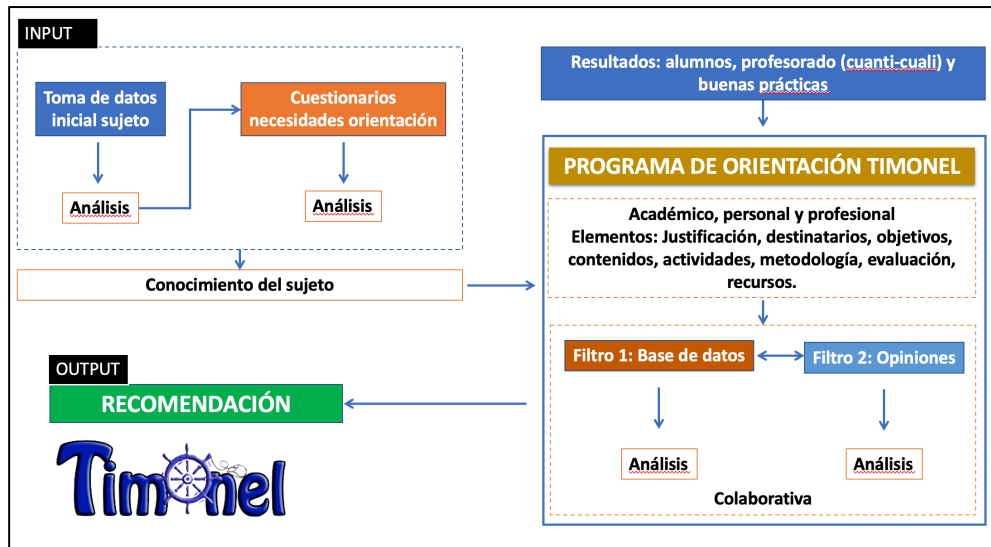 INPUT
Toma de datos
inicial sujeto
Cuestionarios
necesidades orientación
Análisis
Análisis
Conocimiento del sujeto
Resultados: alumnos, profesorado (cuanti-cuali) y
buenas prácticas
PROGRAMA DE ORIENTACIÓN TIMONEL
Académico, personal y profesional
Elementos: Justificación, destinatarios, objetivos,
contenidos, actividades, metodología, evaluación,
recursos.
Filtro 1: Base de datos
Filtro 2: Opiniones
Análisis
Análisis
Colaborativa
OUTPUT
RECOMENDACIÓN
Timonel